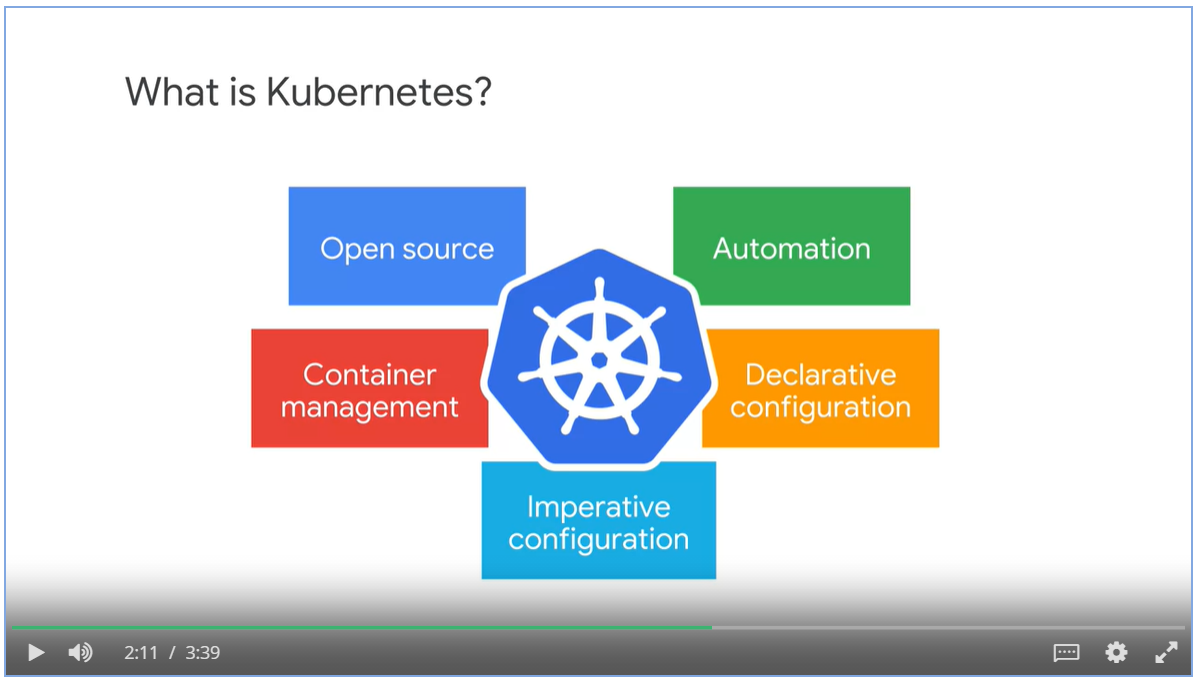 What is Kubernetes?
Open source
Automation
Container
management
Declarative
configuration
Imperative
configuration
2:11 / 3:39